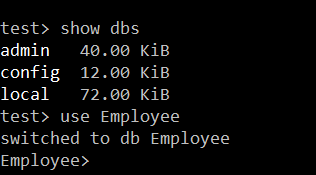 test> show dbs
admin   40.00 KiB
config  12.00 KiB
local   72.00 KiB
test> use Employee
switched to db Employee
Employee>